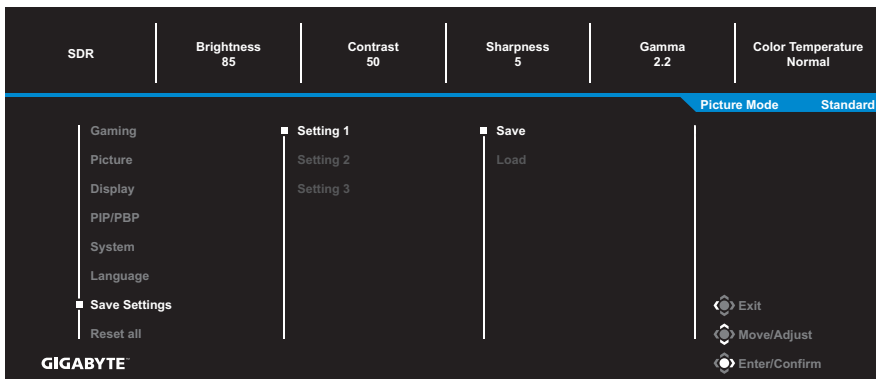 SDR
Brightness
85
Contrast
50
Sharpness
5
Gamma
2.2
Color Temperature
Normal
Picture Mode Standard
Gaming
Picture
Display
PIP/PBP
System
Language
Save Settings
Reset all
Setting 1
Setting 2
Setting 3
Save
Load
Exit
Move/Adjust
Enter/Confirm
GIGABYTE™